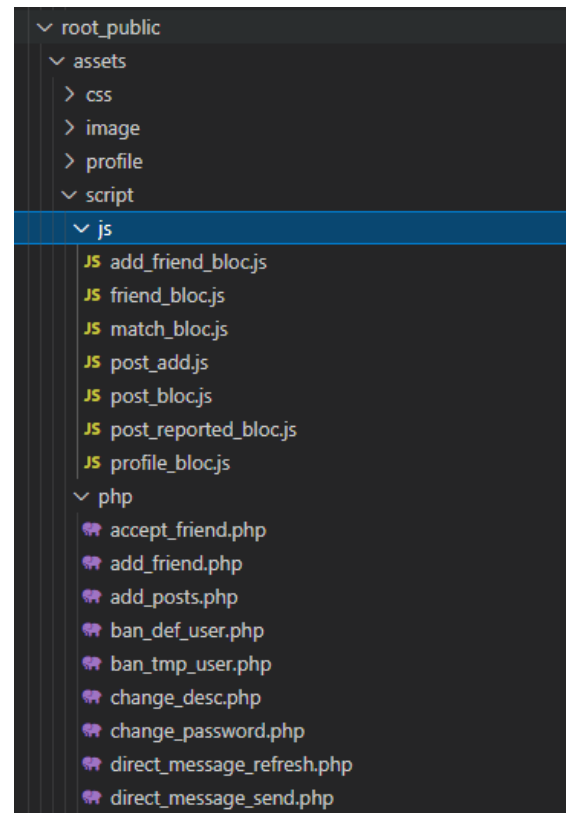 root_public
assets
css
image
profile
script
js
JS add_friend_bloc.js
JS friend_bloc.js
JS match_bloc.js
JS post_add.js
JS post_bloc.js
JS post_reported_bloc.js
JS profile_bloc.js
php
accept_friend.php
add_friend.php
add_posts.php
ban_def_user.php
ban_tmp_user.php
change_desc.php
change_password.php
direct_message_refresh.php
direct_message_send.php